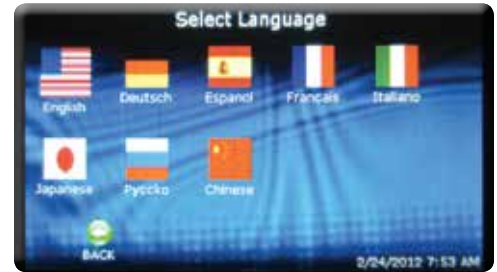 Select Language
English Deutsch Espanol Français Italiano
Japanese Русско Chinese
BACK
2/24/2012 7:53 AM